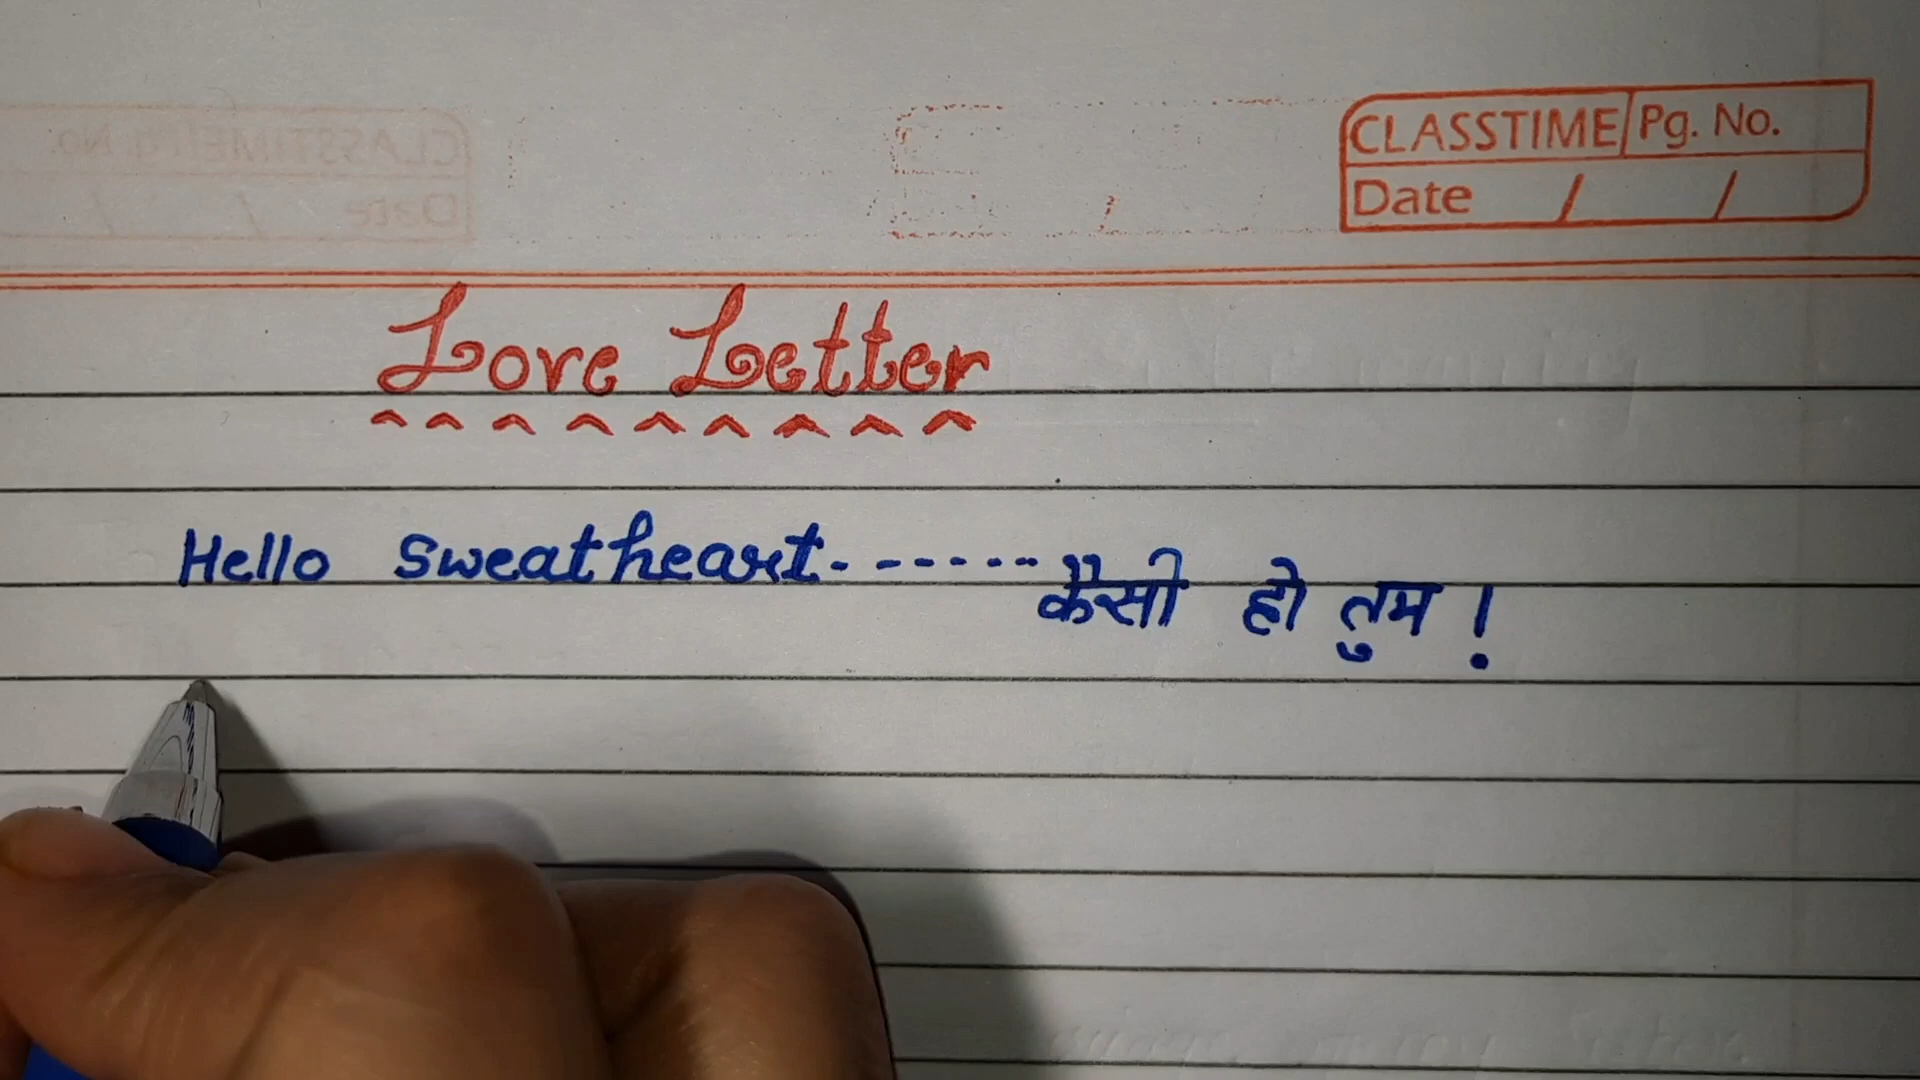 CLASSTIME Pg. No.
Date / /
Love Letter
Hello Sweatheart.------
कैसी हो तुम !